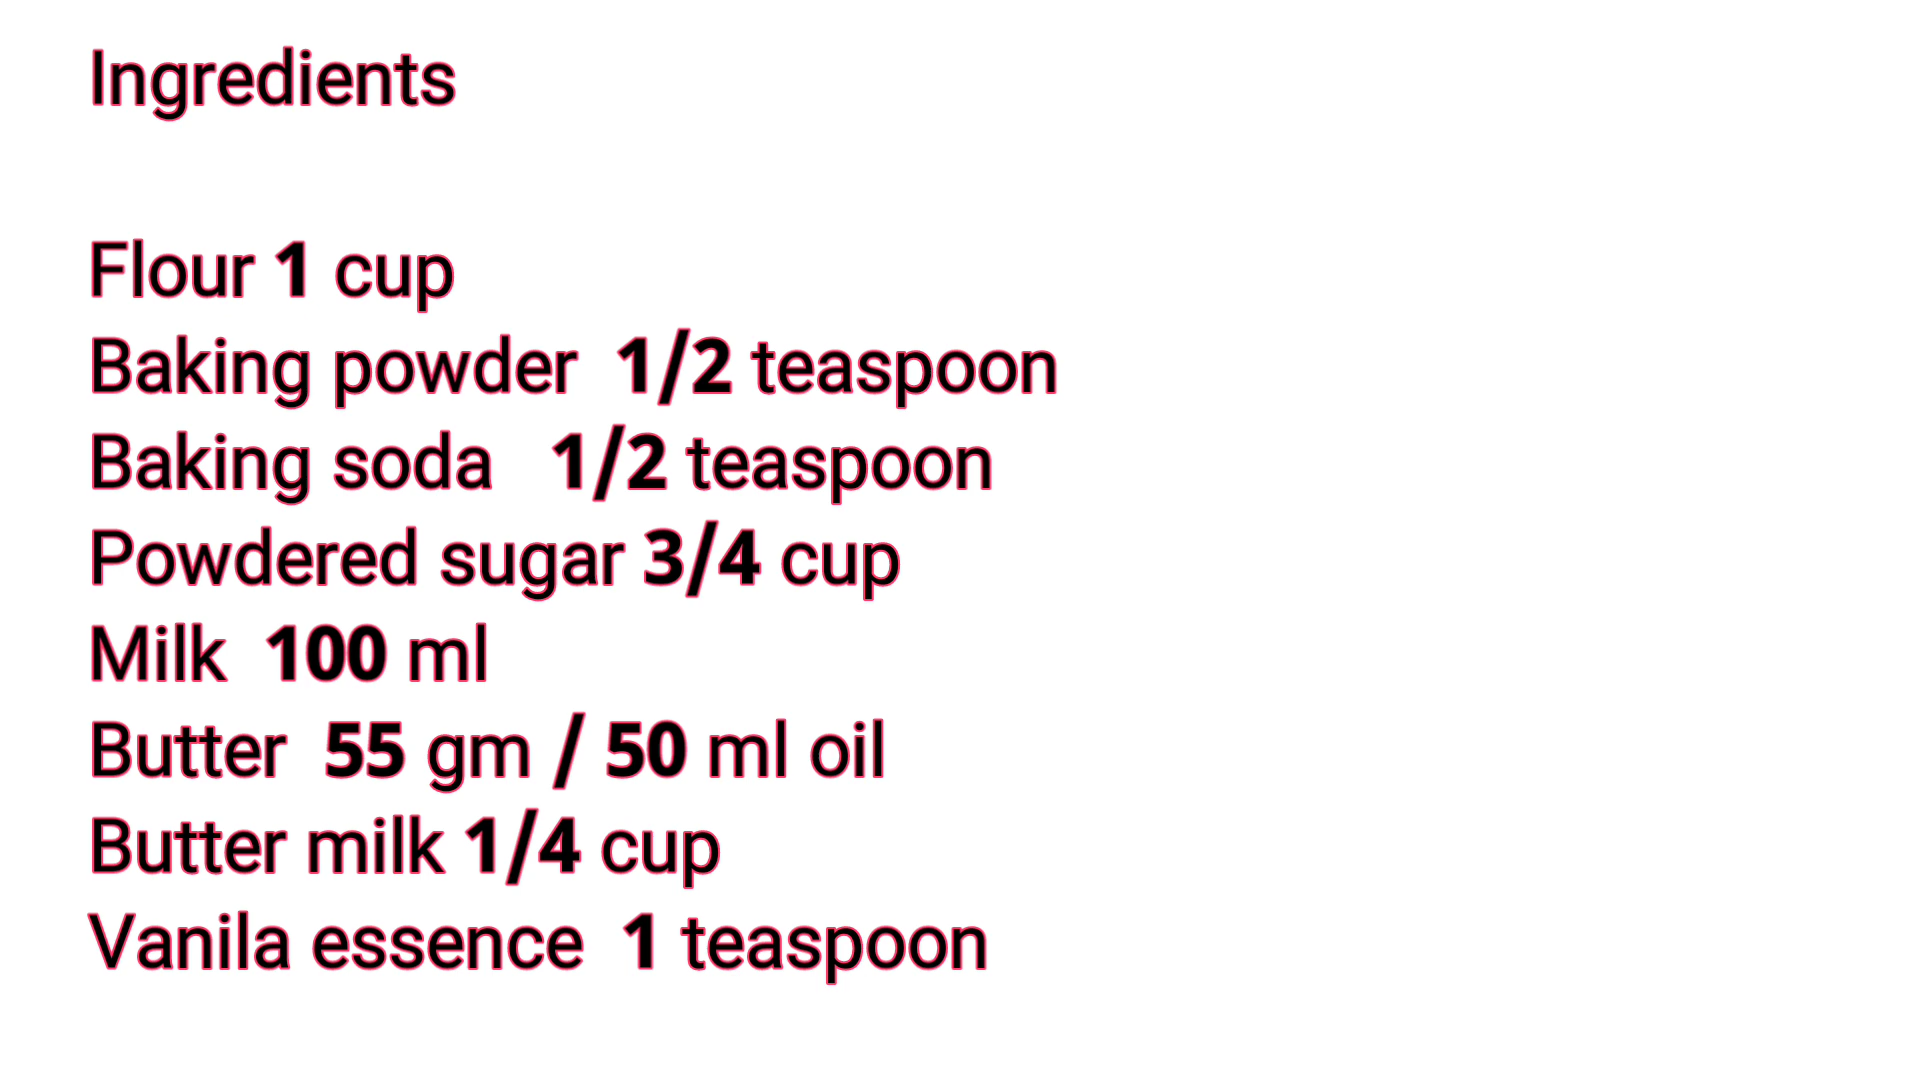 Ingredients
Flour 1 cup
Baking powder 1/2 teaspoon
Baking soda 1/2 teaspoon
Powdered sugar 3/4 cup
Milk 100 ml
Butter 55 gm / 50 ml oil
Butter milk 1/4 cup
Vanila essence 1 teaspoon